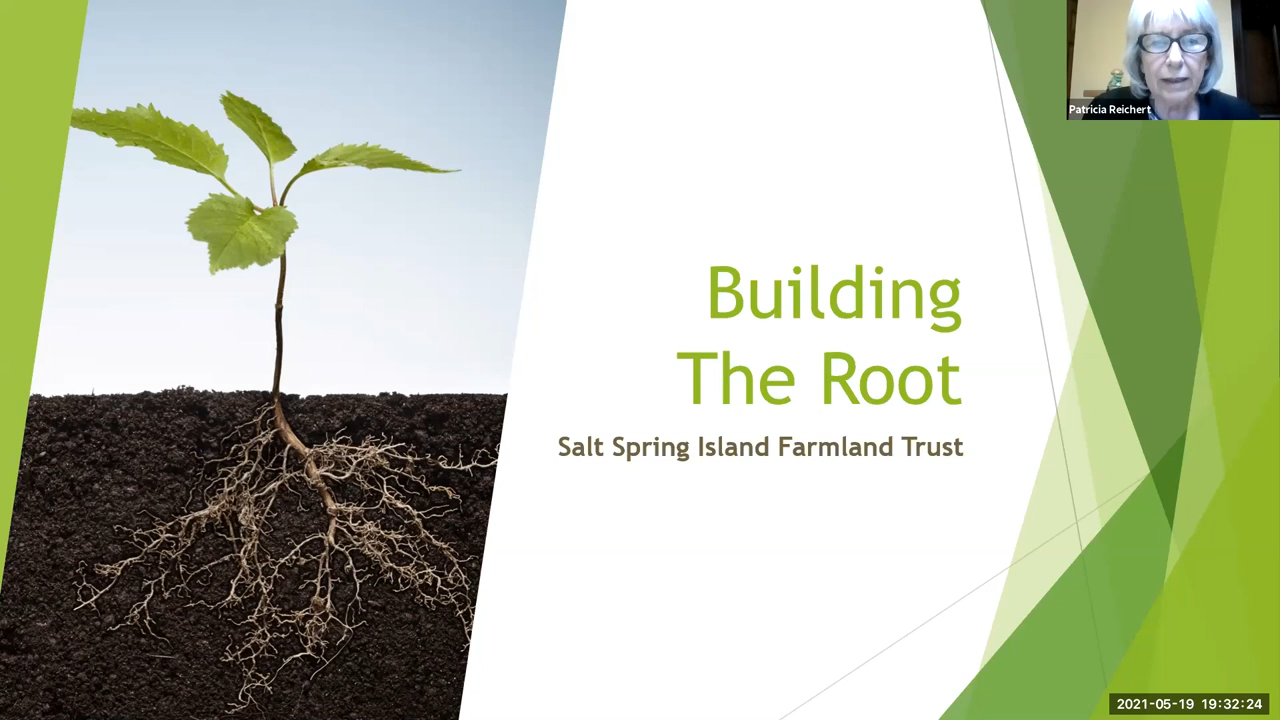 Patricia Reichert
Building
The Root
Salt Spring Island Farmland Trust
2021-05-19 19:32:24